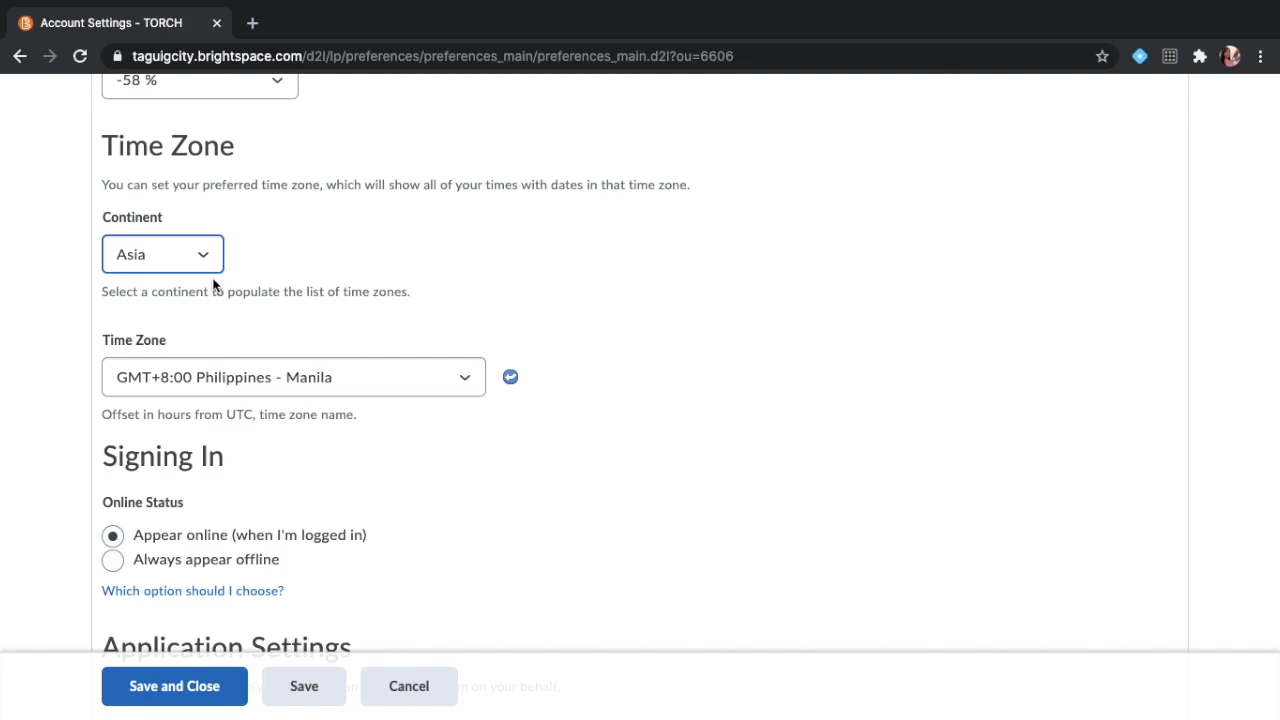 Account Settings - TORCH
taguigcity.brightspace.com/d2l/lp/preferences/preferences_main/preferences_main.d2l?ou=6606
-58 %
Time Zone
You can set your preferred time zone, which will show all of your times with dates in that time zone.
Continent
Asia
Select a continent to populate the list of time zones.
Time Zone
GMT+8:00 Philippines - Manila
Offset in hours from UTC, time zone name.
Signing In
Online Status
Appear online (when I'm logged in)
Always appear offline
Which option should I choose?
Application Settings
Save and Close Save Cancel m on your behalf.